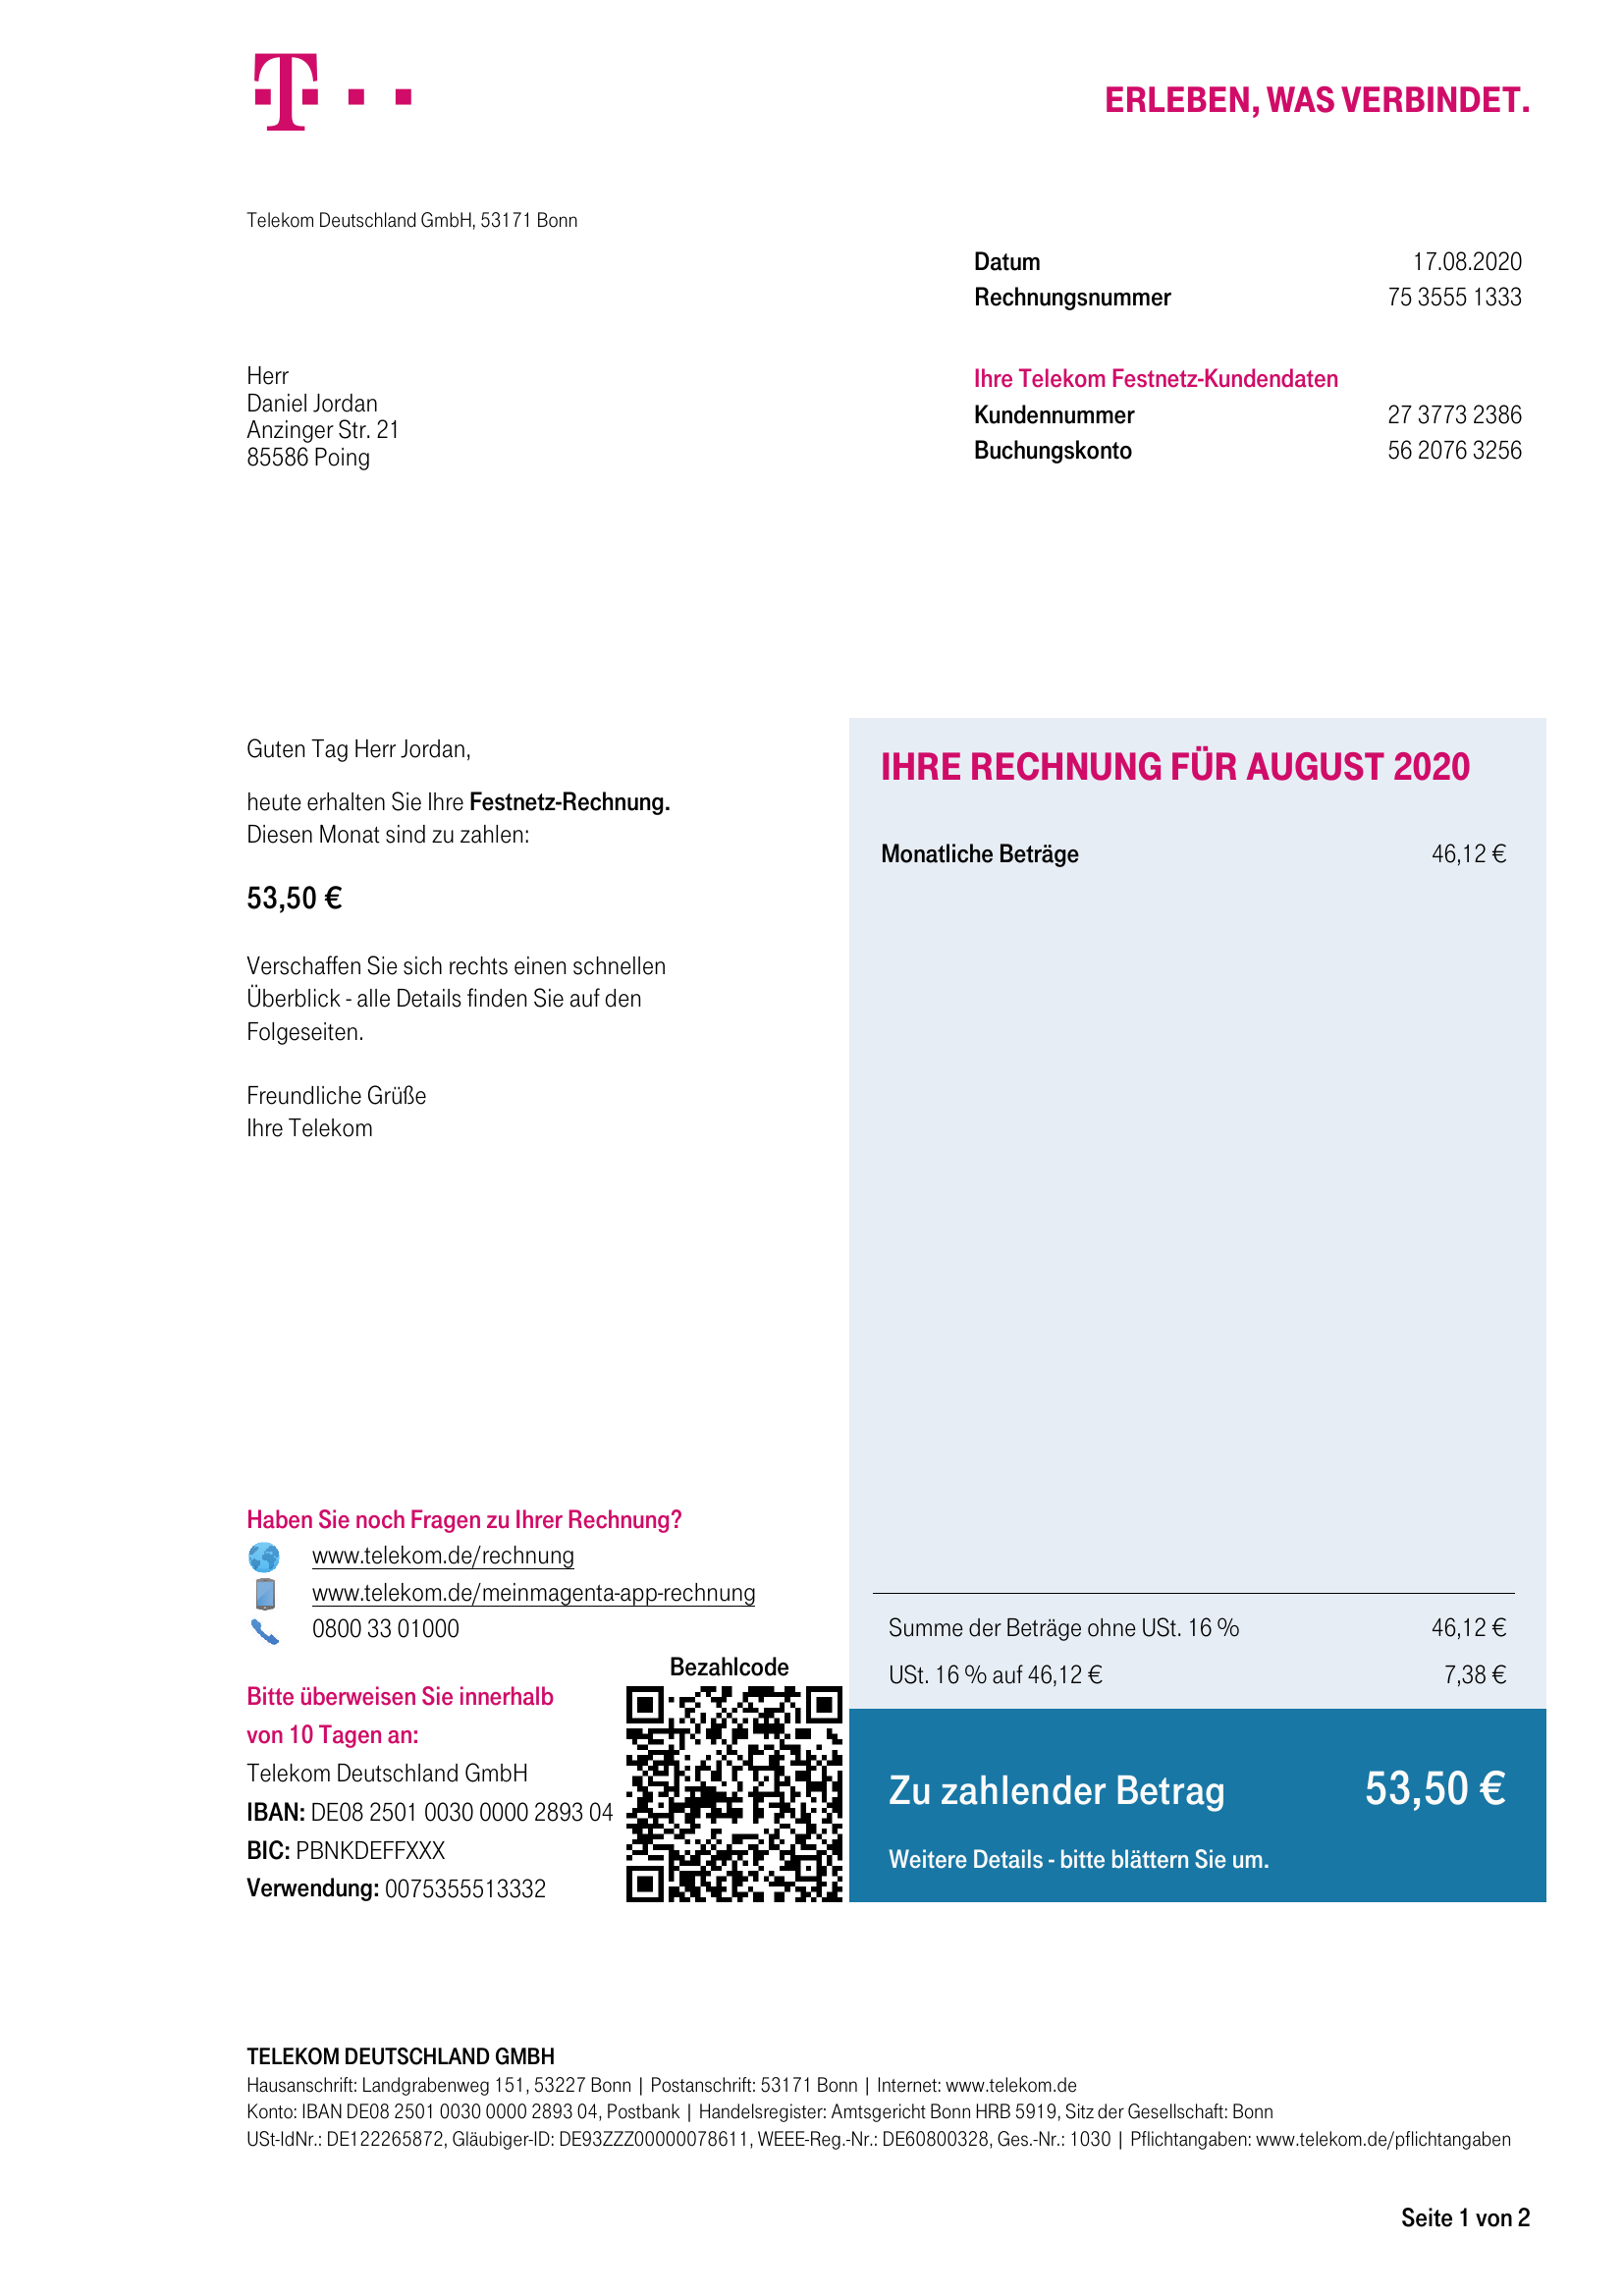 T
ERLEBEN, WAS VERBINDET.
Telekom Deutschland GmbH, 53171 Bonn
Datum 17.08.2020
Rechnungsnummer 75 3555 1333
Herr
Daniel Jordan
Anzinger Str. 21
85586 Poing
Ihre Telekom Festnetz-Kundendaten
Kundennummer 27 3773 2386
Buchungskonto 56 2076 3256
Guten Tag Herr Jordan,
heute erhalten Sie Ihre Festnetz-Rechnung.
Diesen Monat sind zu zahlen:
53,50 €
Verschaffen Sie sich rechts einen schnellen
Überblick - alle Details finden Sie auf den
Folgeseiten.
Freundliche Grüße
Ihre Telekom
IHRE RECHNUNG FÜR AUGUST 2020
Monatliche Beträge 46,12 €
Summe der Beträge ohne USt. 16 % 46,12 €
USt. 16 % auf 46,12 € 7,38 €
Zu zahlender Betrag 53,50 €
Weitere Details - bitte blättern Sie um.
Haben Sie noch Fragen zu Ihrer Rechnung?
www.telekom.de/rechnung
www.telekom.de/meinmagenta-app-rechnung
0800 33 01000
Bezahlcode
Bitte überweisen Sie innerhalb
von 10 Tagen an:
Telekom Deutschland GmbH
IBAN: DE08 2501 0030 0000 2893 04
BIC: PBNKDEFFXXX
Verwendung: 0075355513332
TELEKOM DEUTSCHLAND GMBH
Hausanschrift: Landgrabenweg 151, 53227 Bonn | Postanschrift: 53171 Bonn | Internet: www.telekom.de
Konto: IBAN DE08 2501 0030 0000 2893 04, Postbank | Handelsregister: Amtsgericht Bonn HRB 5919, Sitz der Gesellschaft: Bonn
USt-IdNr.: DE122265872, Gläubiger-ID: DE93ZZZ00000078611, WEEE-Reg.-Nr.: DE60800328, Ges.-Nr.: 1030 | Pflichtangaben: www.telekom.de/pflichtangaben
Seite 1 von 2